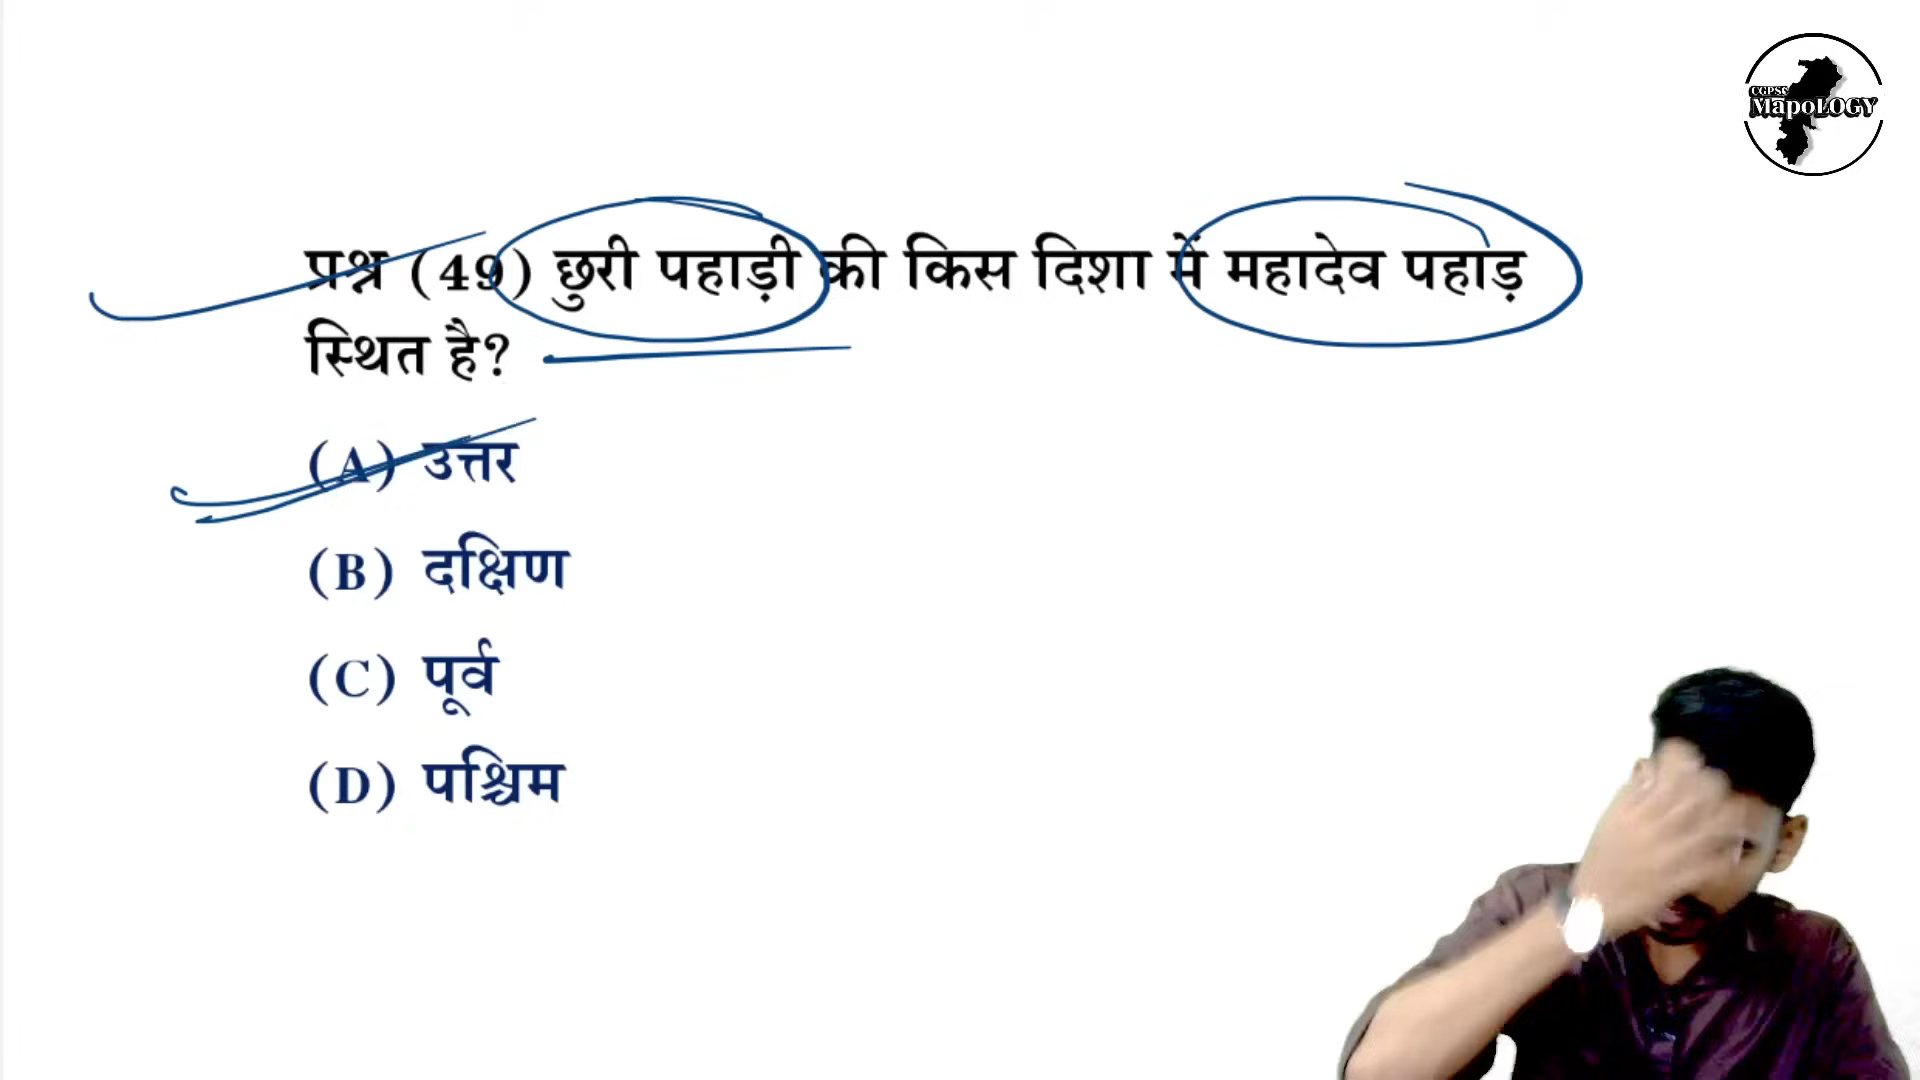 CGPSC
MapoLOGY
प्रश्न (49) छुरी पहाड़ी की किस दिशा में महादेव पहाड़
स्थित है?
(A) उत्तर
(B) दक्षिण
(C) पूर्व
(D) पश्चिम